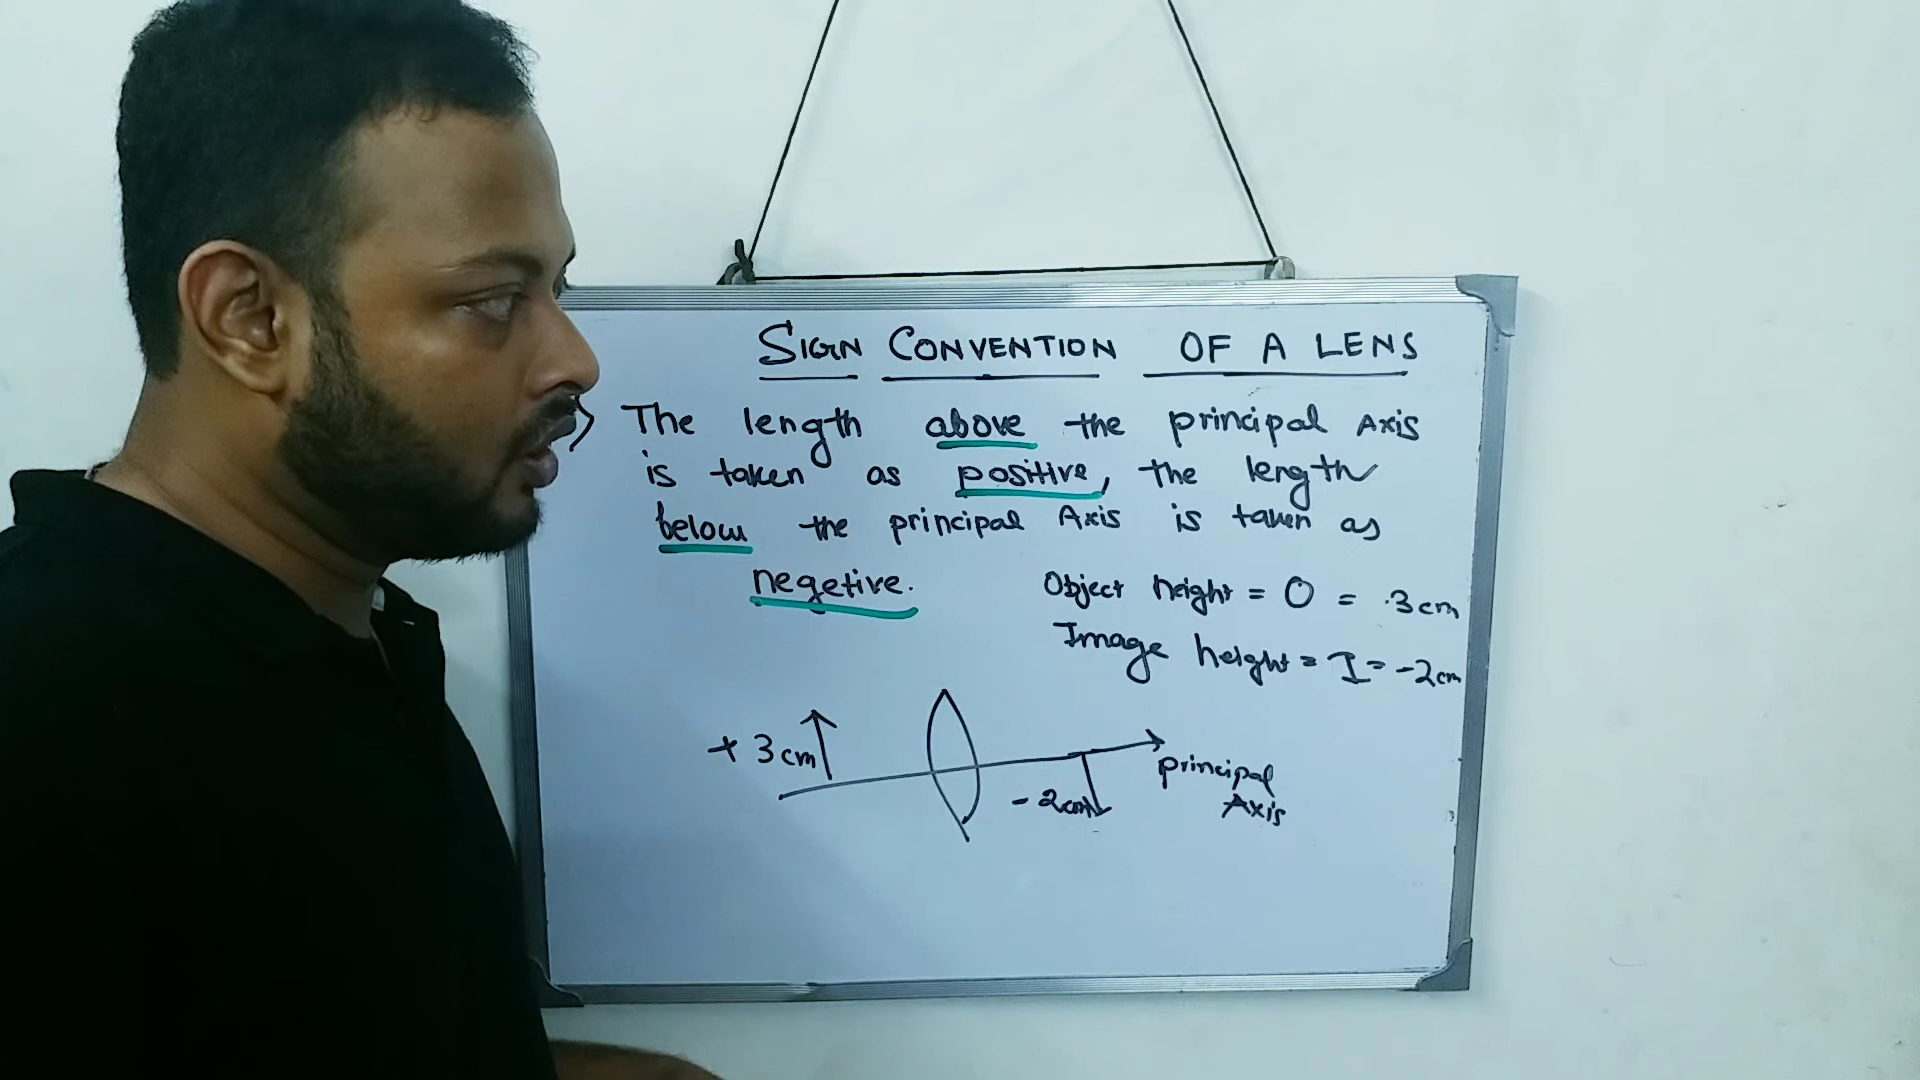 SIGN CONVENTION OF A LENS
The length above the principal Axis
is taken as positive, the length
below the principal Axis is taken as
negetive.
Object height = O = 3cm
Image height = I = -2cm
+ 3cm
- 2cm
principal
Axis